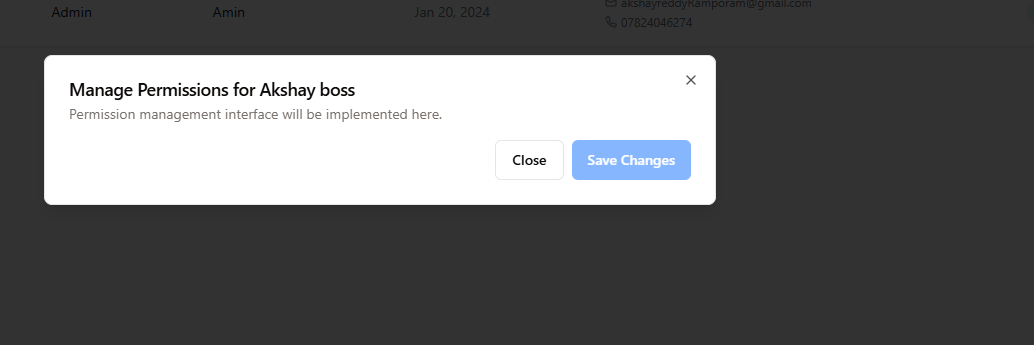 Admin Amin Jan 20, 2024 akshayreddyRamporam@gmail.com
07824046274
Manage Permissions for Akshay boss
Permission management interface will be implemented here.
Close Save Changes